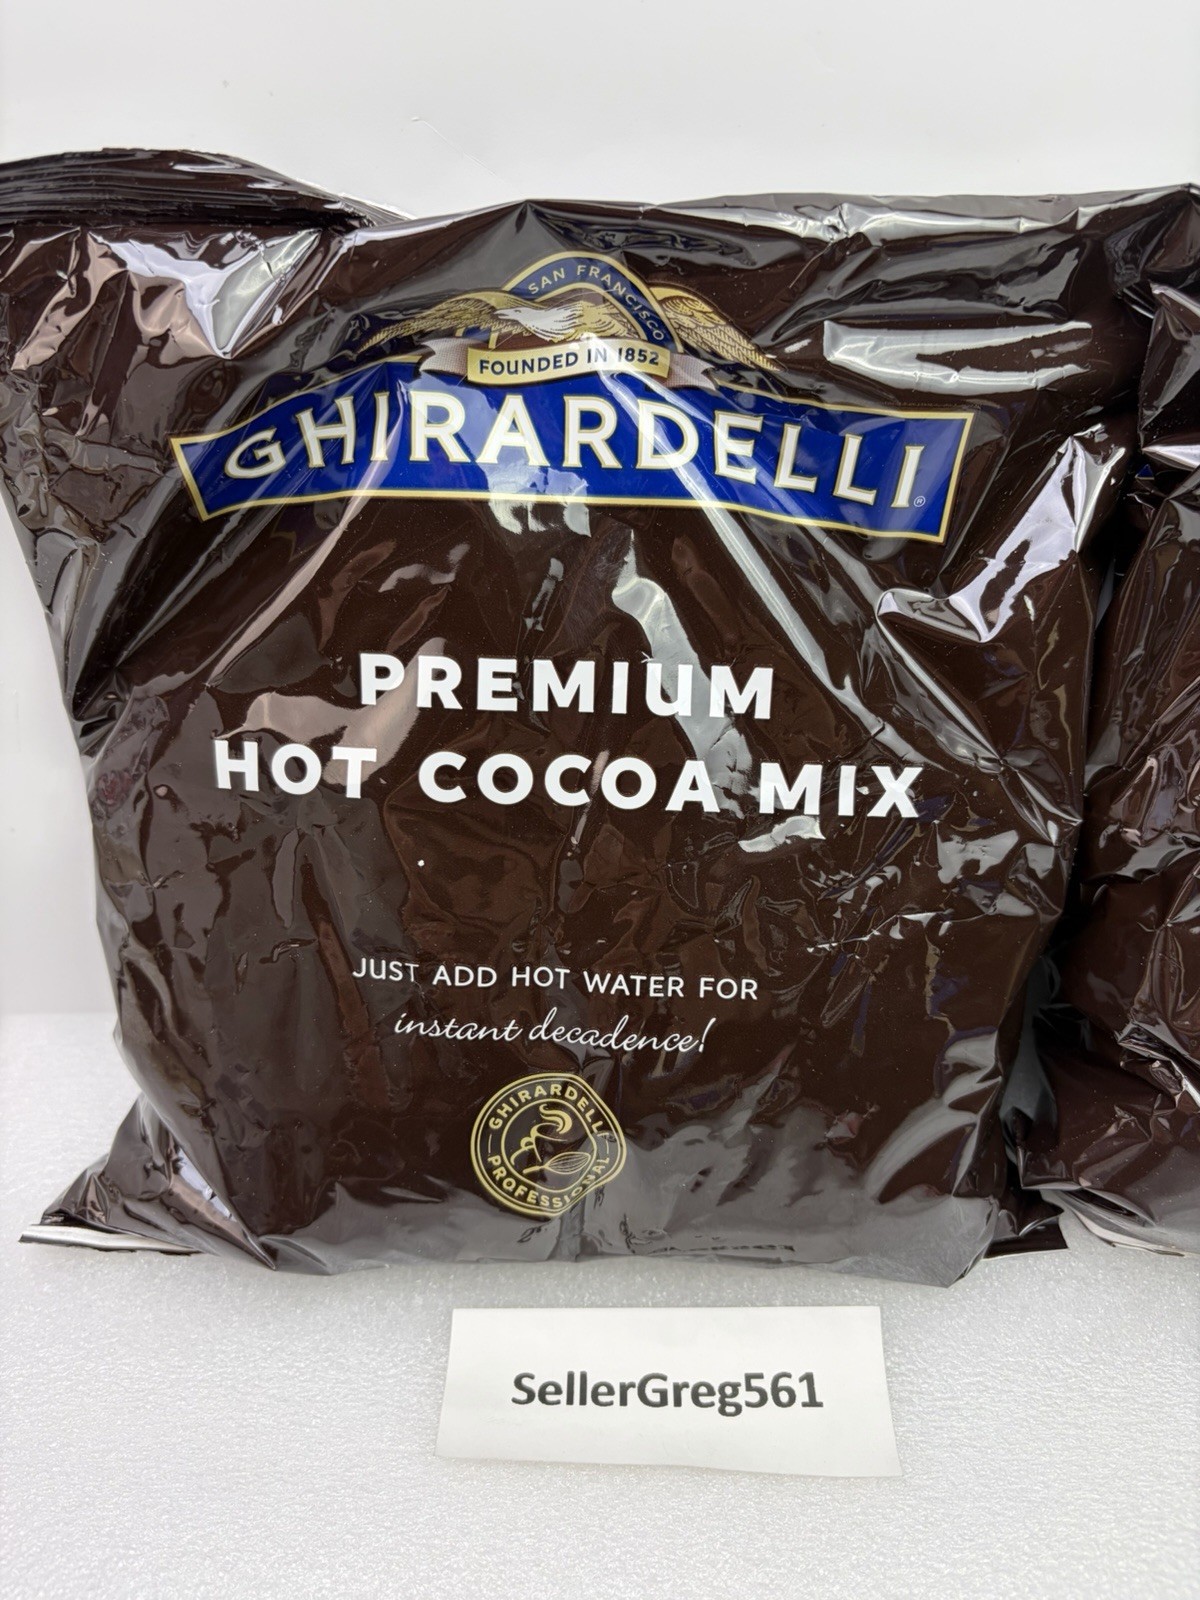 SAN FRANCISCO
FOUNDED IN 1852
GHIRARDELLI®
PREMIUM
HOT COCOA MIX
JUST ADD HOT WATER FOR
instant decadence!
GHIRARDELLI
PROFESSIONAL
SellerGreg561